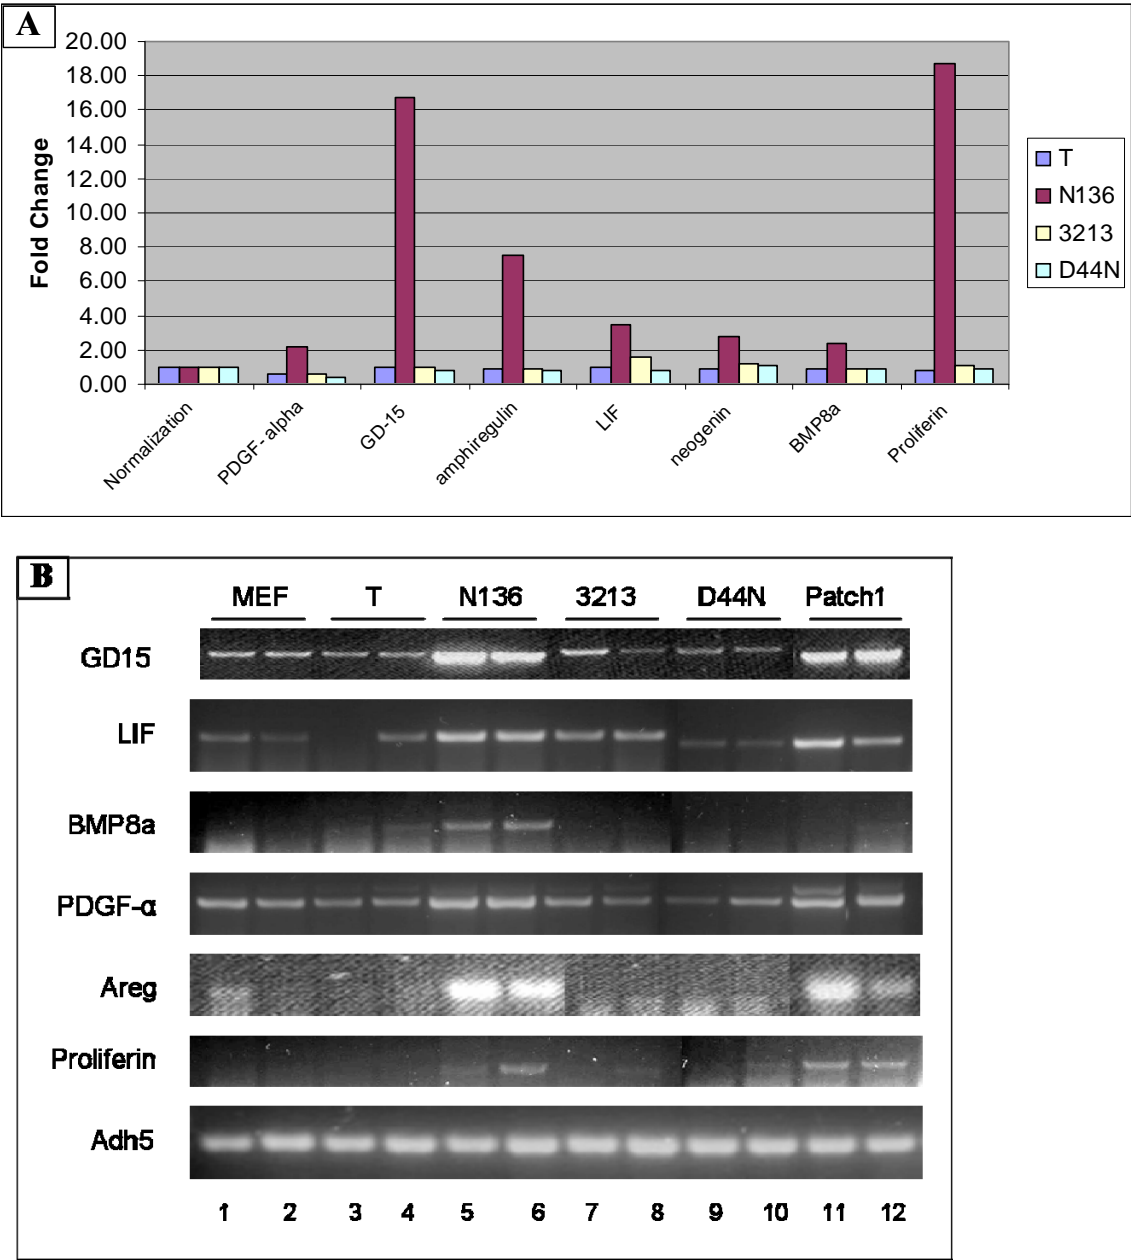 A
20.00
18.00
16.00
14.00
12.00
10.00
8.00
6.00
4.00
2.00
0.00
Fold Change
Normalization
PDGF- alpha
GD-15
amphiregulin
LIF
neogenin
BMP8a
Proliferin
T
N136
3213
D44N
B
MEF T N136 3213 D44N Patch1
GD15
LIF
BMP8a
PDGF-α
Areg
Proliferin
Adh5
1 2 3 4 5 6 7 8 9 10 11 12